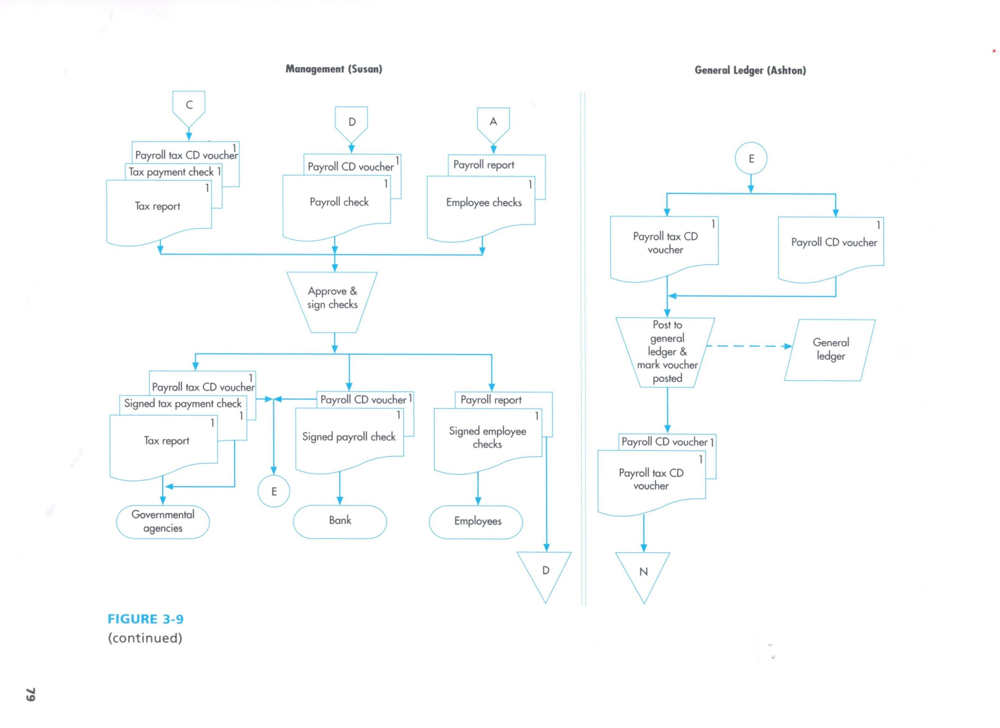 Management (Susan)
General Ledger (Ashton)
C
D
A
E
1
Payroll tax CD voucher
Tax payment check 1
1
Tax report
1
Payroll CD voucher
1
Payroll check
Payroll report
1
Employee checks
1
Payroll tax CD
voucher
1
Payroll CD voucher
Approve &
sign checks
Post to
general
ledger &
mark voucher
posted
General
ledger
1
Payroll tax CD voucher
Signed tax payment check
1
1
Tax report
Payroll CD voucher 1
1
Signed payroll check
Payroll report
1
Signed employee
checks
Payroll CD voucher 1
1
Payroll tax CD
voucher
E
Governmental
agencies
Bank
Employees
D
N
FIGURE 3-9
(continued)
79